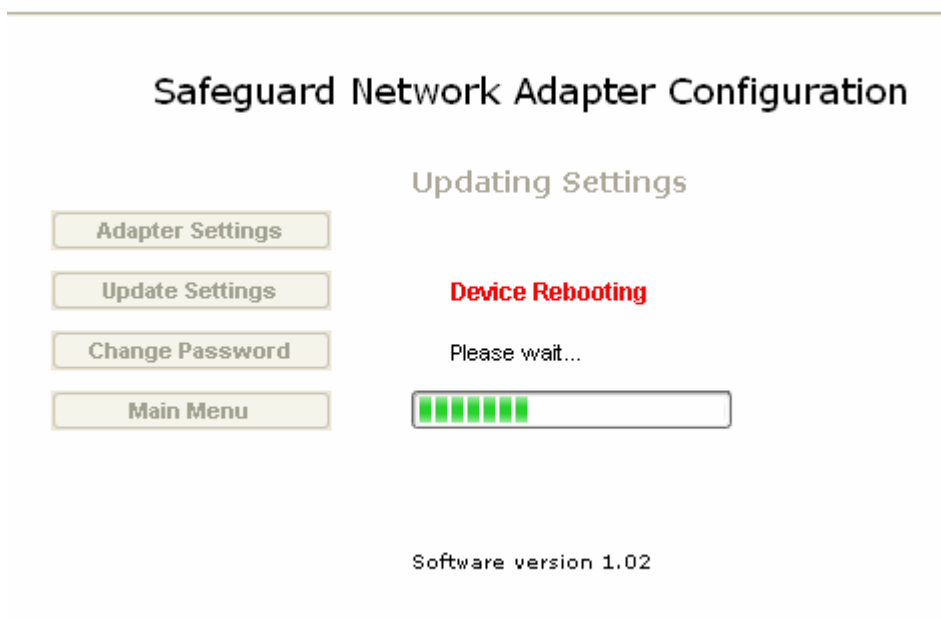 Safeguard Network Adapter Configuration
Updating Settings
Adapter Settings
Update Settings
Device Rebooting
Change Password
Please wait...
Main Menu
Software version 1.02